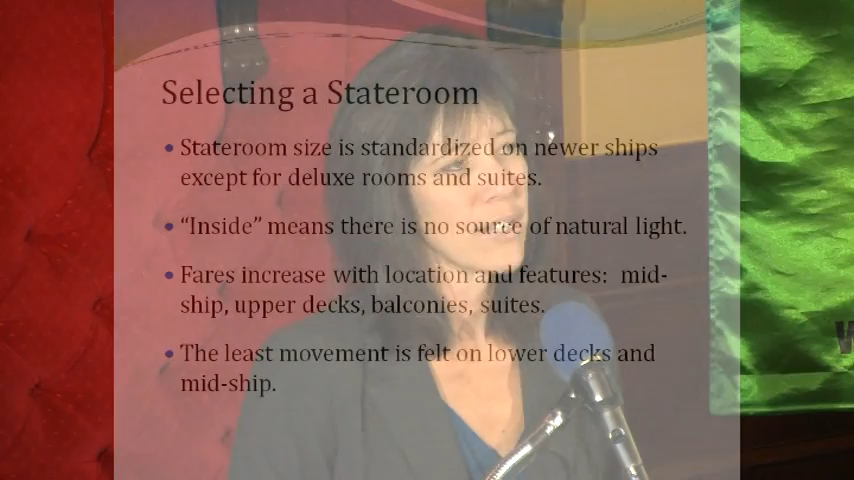 Selecting a Stateroom
• Stateroom size is standardized on newer ships
except for deluxe rooms and suites.
• “Inside” means there is no source of natural light.
• Fares increase with location and features:  mid-
ship, upper decks, balconies, suites.
• The least movement is felt on lower decks and
mid-ship.